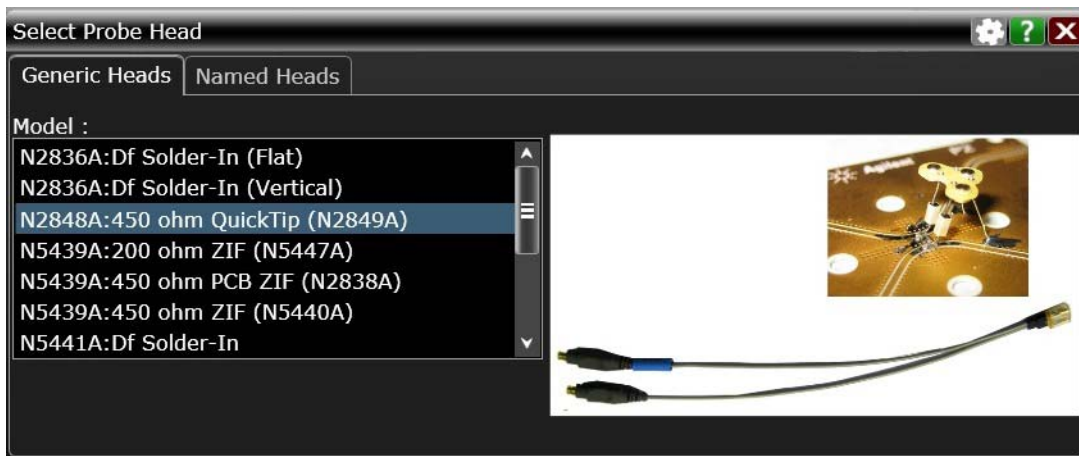 Select Probe Head
?
X
Generic Heads
Named Heads
Model :
N2836A:Df Solder-In (Flat)
N2836A:Df Solder-In (Vertical)
N2848A:450 ohm QuickTip (N2849A)
N5439A:200 ohm ZIF (N5447A)
N5439A:450 ohm PCB ZIF (N2838A)
N5439A:450 ohm ZIF (N5440A)
N5441A:Df Solder-In
Agilent